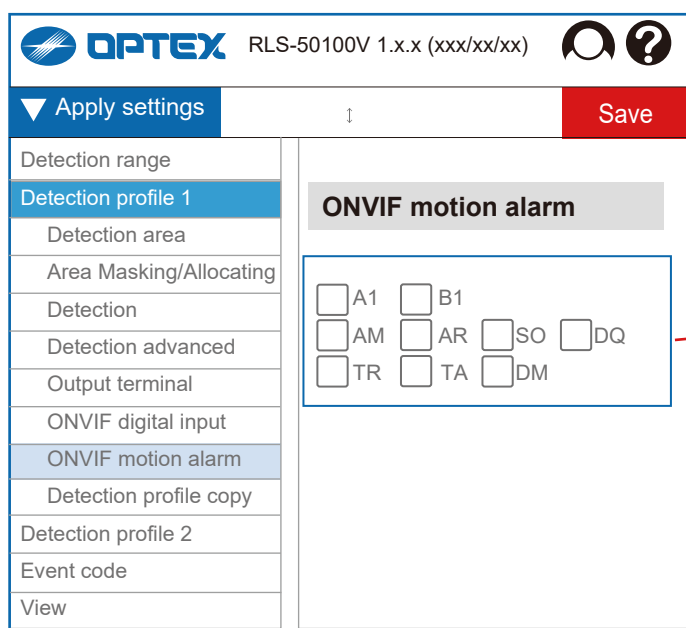 OPTEX RLS-50100V 1.x.x (xxx/xx/xx) ?
Apply settings Save
Detection range
Detection profile 1
Detection area
Area Masking/Allocating
Detection
Detection advanced
Output terminal
ONVIF digital input
ONVIF motion alarm
Detection profile copy
Detection profile 2
Event code
View
ONVIF motion alarm
A1 B1
AM AR SO DQ
TR TA DM